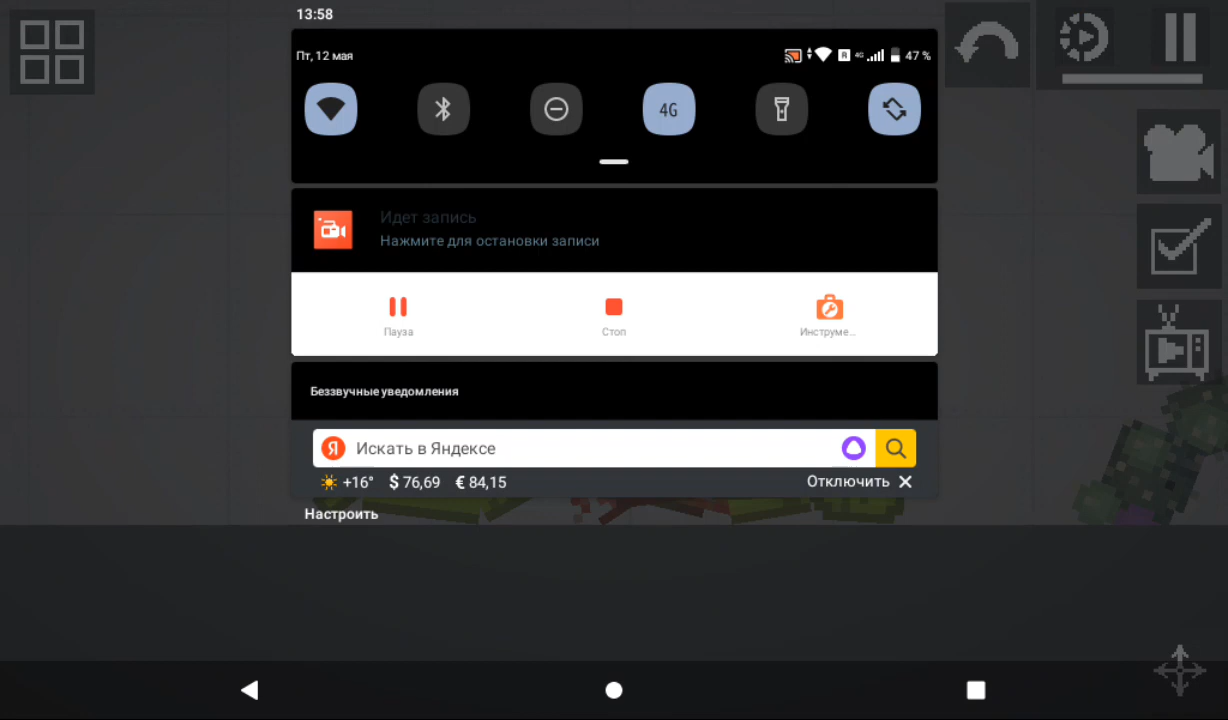 13:58
Пт, 12 мая
R 4G 47 %
4G
Идет запись
Нажмите для остановки записи
Пауза
Стоп
Инструме...
Беззвучные уведомления
Я Искать в Яндексе
+16° $ 76,69 € 84,15 Отключить
Настроить